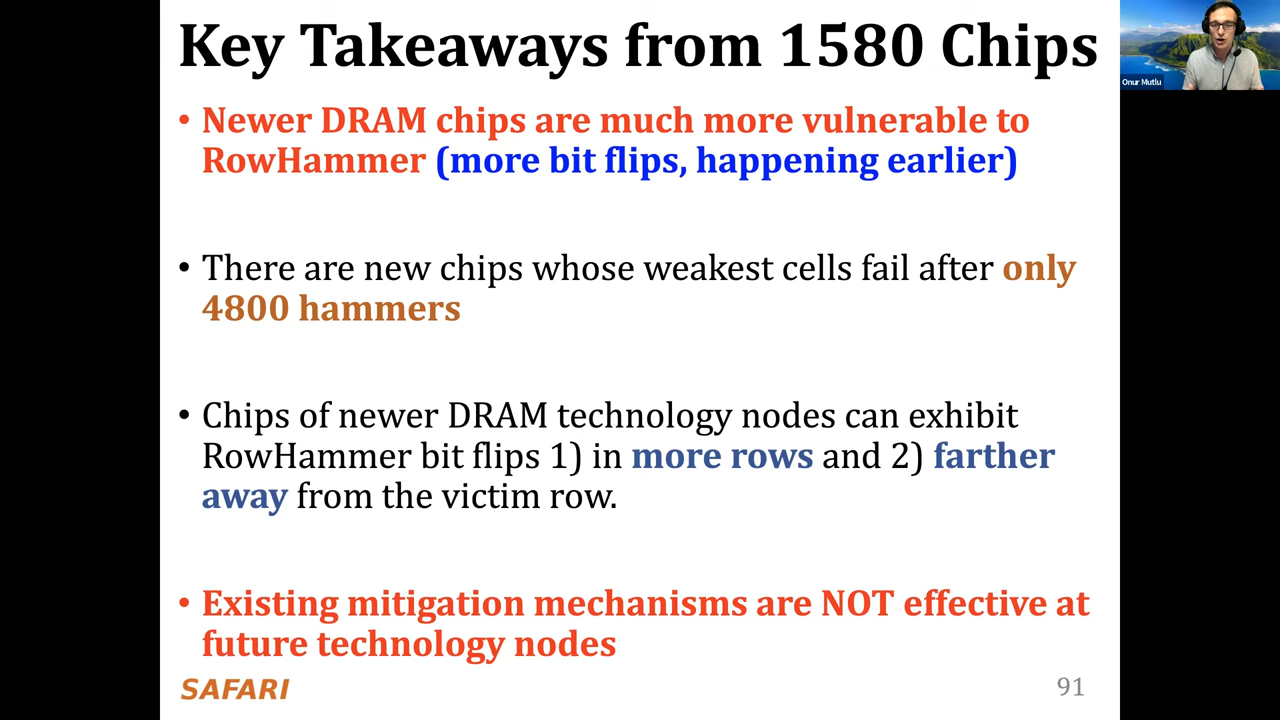 Key Takeaways from 1580 Chips
Onur Mutlu
• Newer DRAM chips are much more vulnerable to
RowHammer (more bit flips, happening earlier)
• There are new chips whose weakest cells fail after only
4800 hammers
• Chips of newer DRAM technology nodes can exhibit
RowHammer bit flips 1) in more rows and 2) farther
away from the victim row.
• Existing mitigation mechanisms are NOT effective at
future technology nodes
SAFARI
91